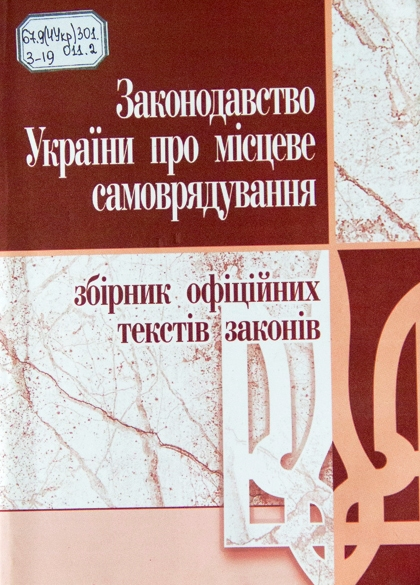 67.9(4Укр)301.
011.2
З-19
Законодавство
України про місцеве
самоврядування
збірник офіційних
текстів законів